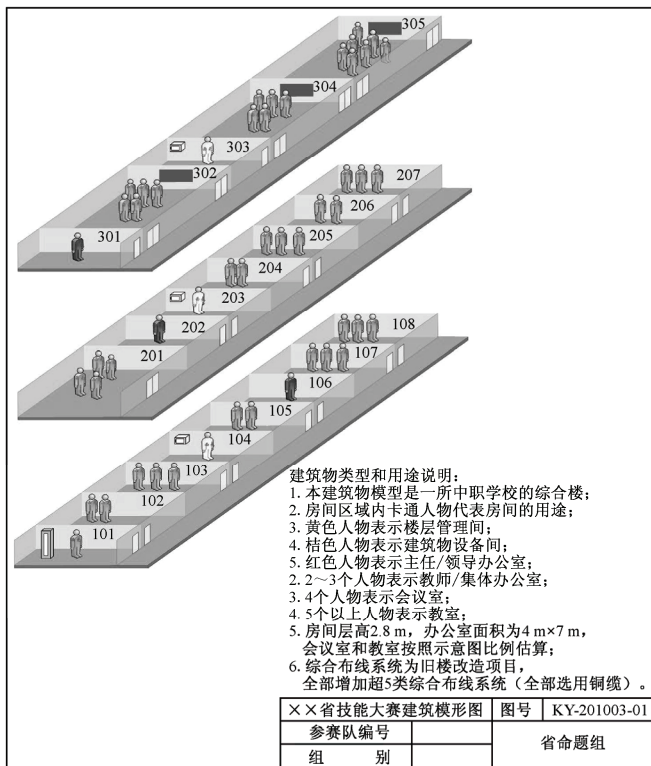 305
304
303
302
301
207
206
205
204
203
202
201
108
107
106
105
104
103
102
101
建筑物类型和用途说明:
1. 本建筑物模型是一所中职学校的综合楼;
2. 房间区域内卡通人物代表房间的用途;
3. 黄色人物表示楼层管理间;
4. 桔色人物表示建筑物设备间;
5. 红色人物表示主任/领导办公室;
2. 2～3个人物表示教师/集体办公室;
3. 4个人物表示会议室;
4. 5个以上人物表示教室;
5. 房间层高2.8 m，办公室面积为4 m×7 m，
会议室和教室按照示意图比例估算;
6. 综合布线系统为旧楼改造项目，
全部增加超5类综合布线系统（全部选用铜缆）。
××省技能大赛建筑模形图 图号 KY-201003-01
参赛队编号 省命题组
组 别